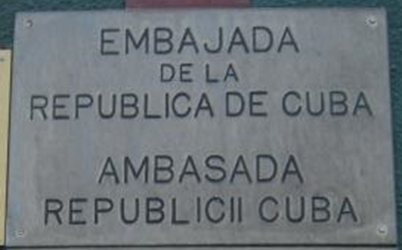 EMBAJADA
DE LA
REPUBLICA DE CUBA
AMBASADA
REPUBLICII CUBA